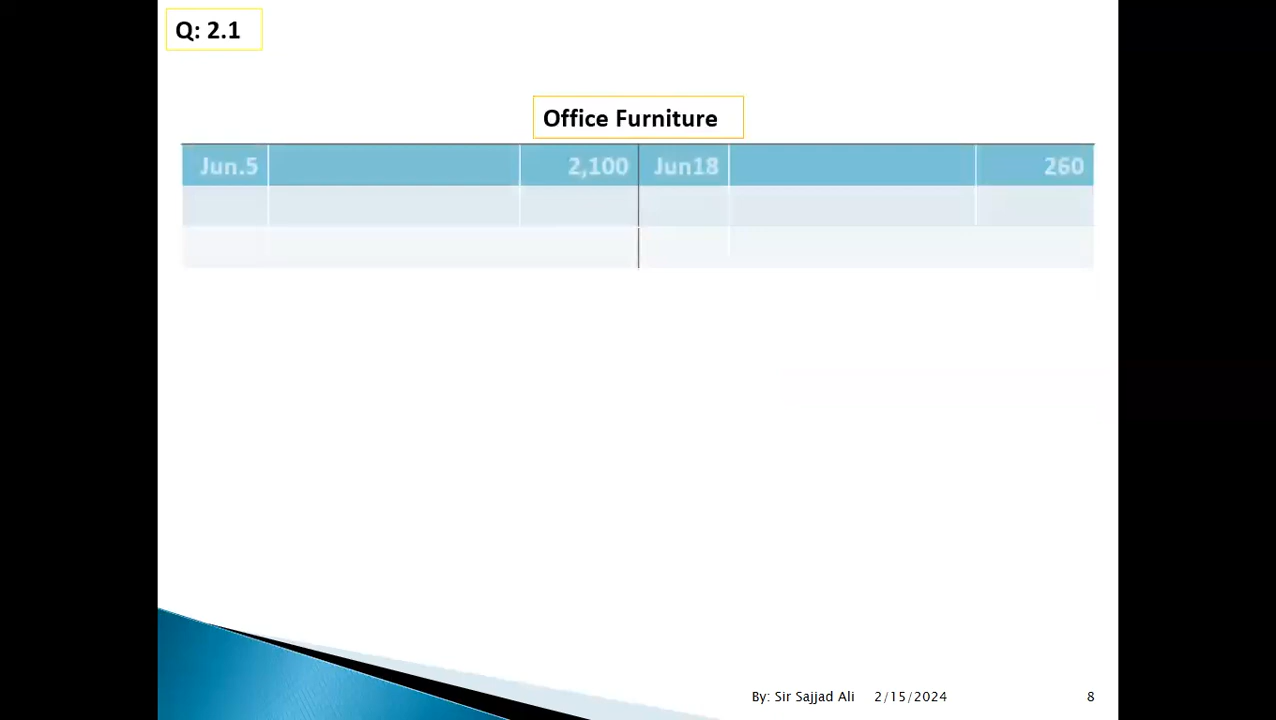 Q: 2.1
Office Furniture
Jun.5 2,100 Jun18 260
By: Sir Sajjad Ali 2/15/2024 8